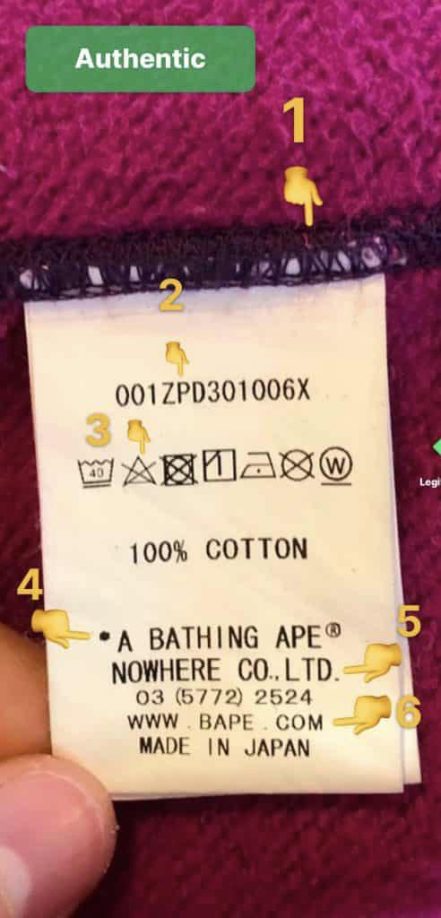 Authentic
1
2
001ZPD301006X
3
40 W
100% COTTON
4
•A BATHING APE®
5
NOWHERE CO.,LTD.
03 (5772) 2524
WWW . BAPE . COM
6
MADE IN JAPAN
Legi